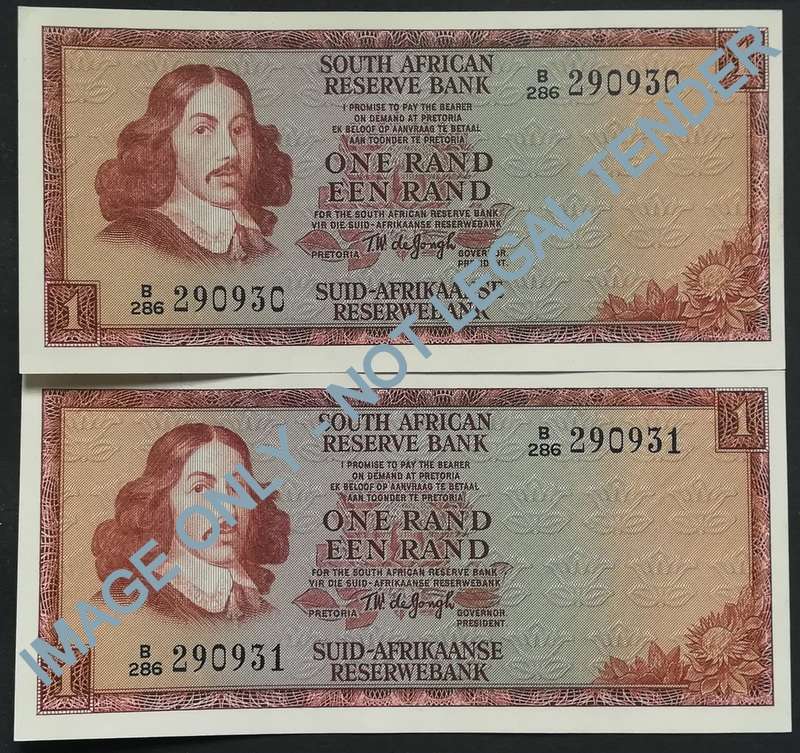 SOUTH AFRICAN
RESERVE BANK
B
286 290930
I PROMISE TO PAY THE BEARER
ON DEMAND AT PRETORIA
EK BELOOF OP AANVRAAG TE BETAAL
AAN TOONDER TE PRETORIA
ONE RAND
EEN RAND
FOR THE SOUTH AFRICAN RESERVE BANK
VIR DIE SUID-AFRIKAANSE RESERWEBANK
T.W. de Jongh
PRETORIA GOVERNOR
PRESIDENT.
B
286 290930
SUID-AFRIKAANSE
RESERWEBANK
1
IMAGE ONLY - NOT LEGAL TENDER
SOUTH AFRICAN
RESERVE BANK
B
286 290931
1
I PROMISE TO PAY THE BEARER
ON DEMAND AT PRETORIA
EK BELOOF OP AANVRAAG TE BETAAL
AAN TOONDER TE PRETORIA
ONE RAND
EEN RAND
FOR THE SOUTH AFRICAN RESERVE BANK
VIR DIE SUID-AFRIKAANSE RESERWEBANK
T.W. de Jongh
PRETORIA GOVERNOR.
PRESIDENT.
B
286 290931
SUID-AFRIKAANSE
RESERWEBANK
1